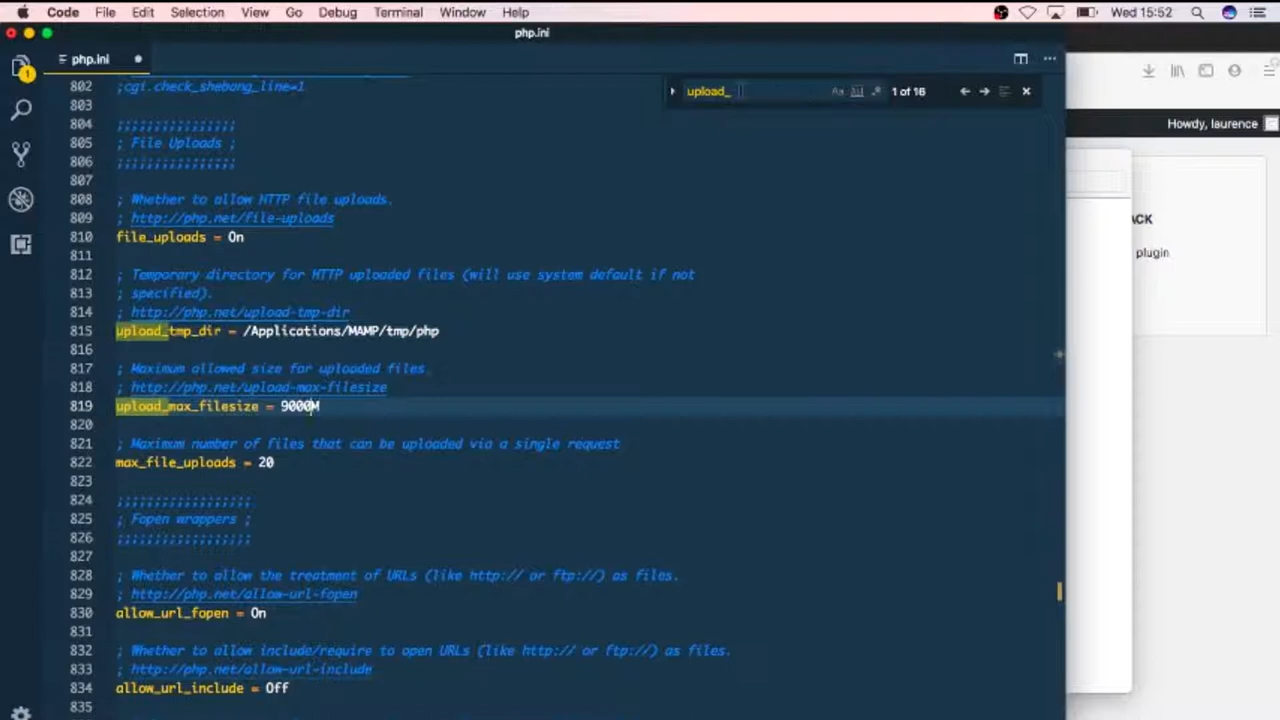 Code File Edit Selection View Go Debug Terminal Window Help Wed 15:52
php.ini
php.ini
1
upload_ Aa Abl .* 1 of 16
Howdy, laurence
ACK
plugin
802 ;cgi.check_shebang_line=1
803
804 ;;;;;;;;;;;;;;;;
805 ; File Uploads ;
806 ;;;;;;;;;;;;;;;;
807
808 ; Whether to allow HTTP file uploads.
809 ; http://php.net/file-uploads
810 file_uploads = On
811
812 ; Temporary directory for HTTP uploaded files (will use system default if not
813 ; specified).
814 ; http://php.net/upload-tmp-dir
815 upload_tmp_dir = /Applications/MAMP/tmp/php
816
817 ; Maximum allowed size for uploaded files.
818 ; http://php.net/upload-max-filesize
819 upload_max_filesize = 9000M
820
821 ; Maximum number of files that can be uploaded via a single request
822 max_file_uploads = 20
823
824 ;;;;;;;;;;;;;;;;;;
825 ; Fopen wrappers ;
826 ;;;;;;;;;;;;;;;;;;
827
828 ; Whether to allow the treatment of URLs (like http:// or ftp://) as files.
829 ; http://php.net/allow-url-fopen
830 allow_url_fopen = On
831
832 ; Whether to allow include/require to open URLs (like http:// or ftp://) as files.
833 ; http://php.net/allow-url-include
834 allow_url_include = Off
835